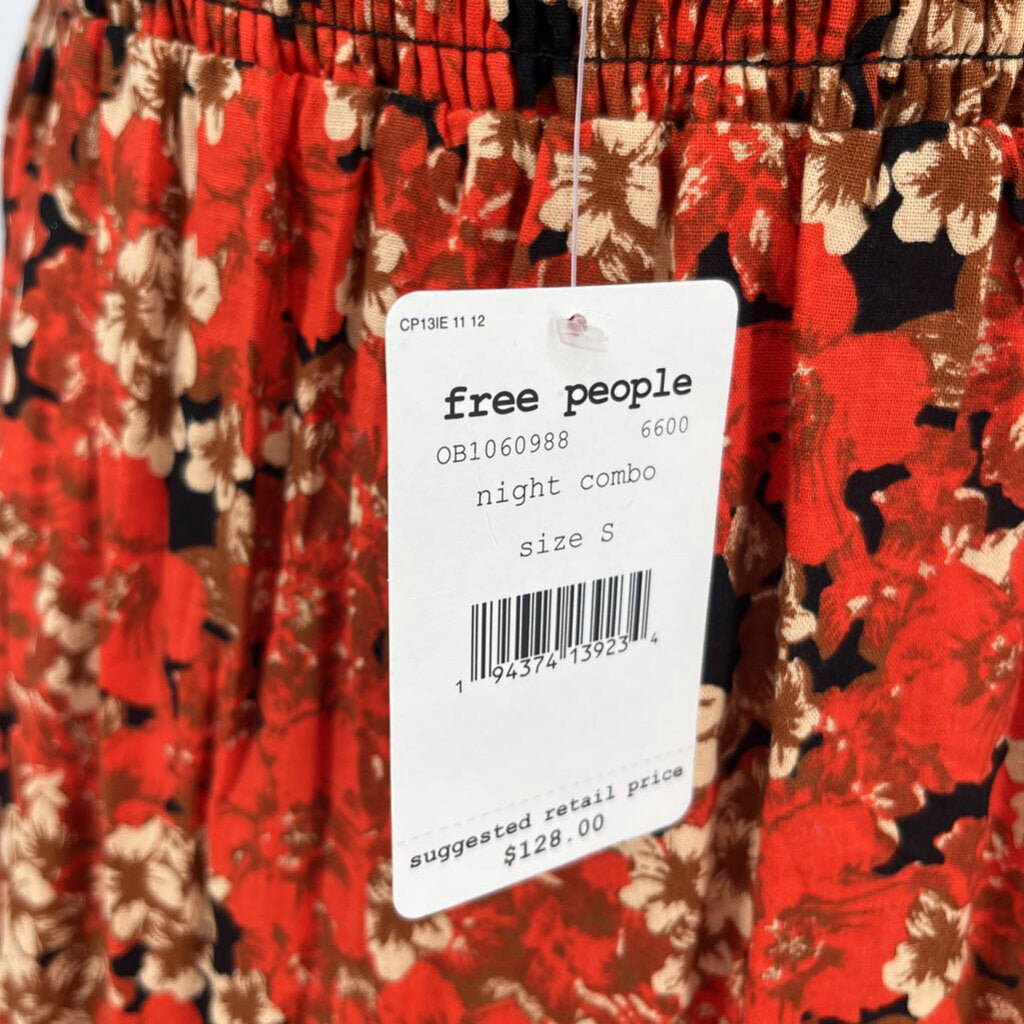 CP13IE 11 12
free people
OB1060988 6600
night combo
size S
1 94374 13923 4
suggested retail price
$128.00